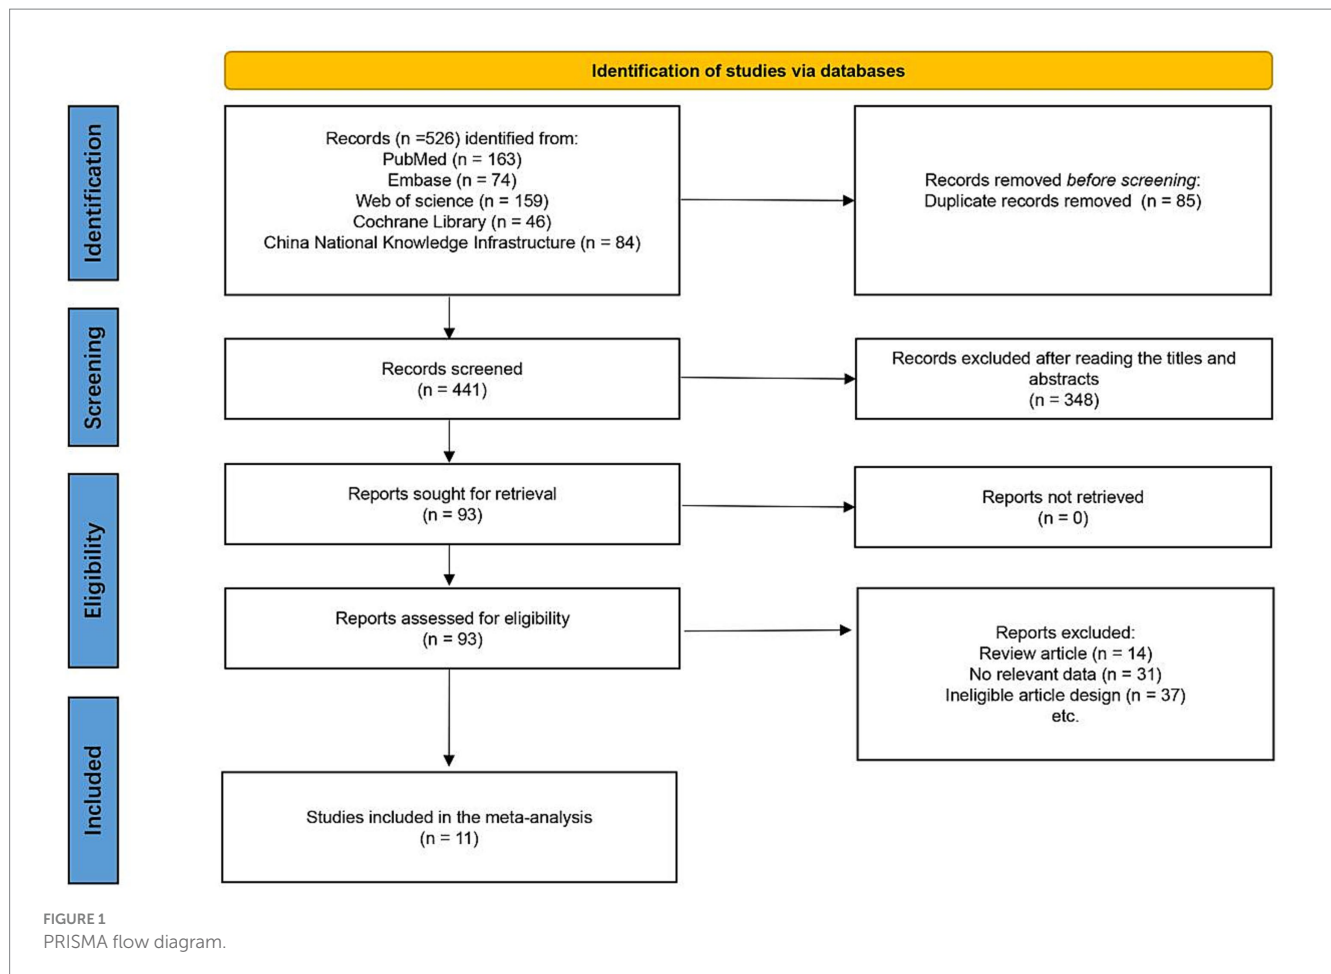 Identification of studies via databases
Identification
Records (n =526) identified from:
PubMed (n = 163)
Embase (n = 74)
Web of science (n = 159)
Cochrane Library (n = 46)
China National Knowledge Infrastructure (n = 84)
Records removed before screening:
Duplicate records removed (n = 85)
Screening
Records screened
(n = 441)
Records excluded after reading the titles and
abstracts
(n = 348)
Eligibility
Reports sought for retrieval
(n = 93)
Reports not retrieved
(n = 0)
Reports assessed for eligibility
(n = 93)
Reports excluded:
Review article (n = 14)
No relevant data (n = 31)
Ineligible article design (n = 37)
etc.
Included
Studies included in the meta-analysis
(n = 11)
FIGURE 1
PRISMA flow diagram.